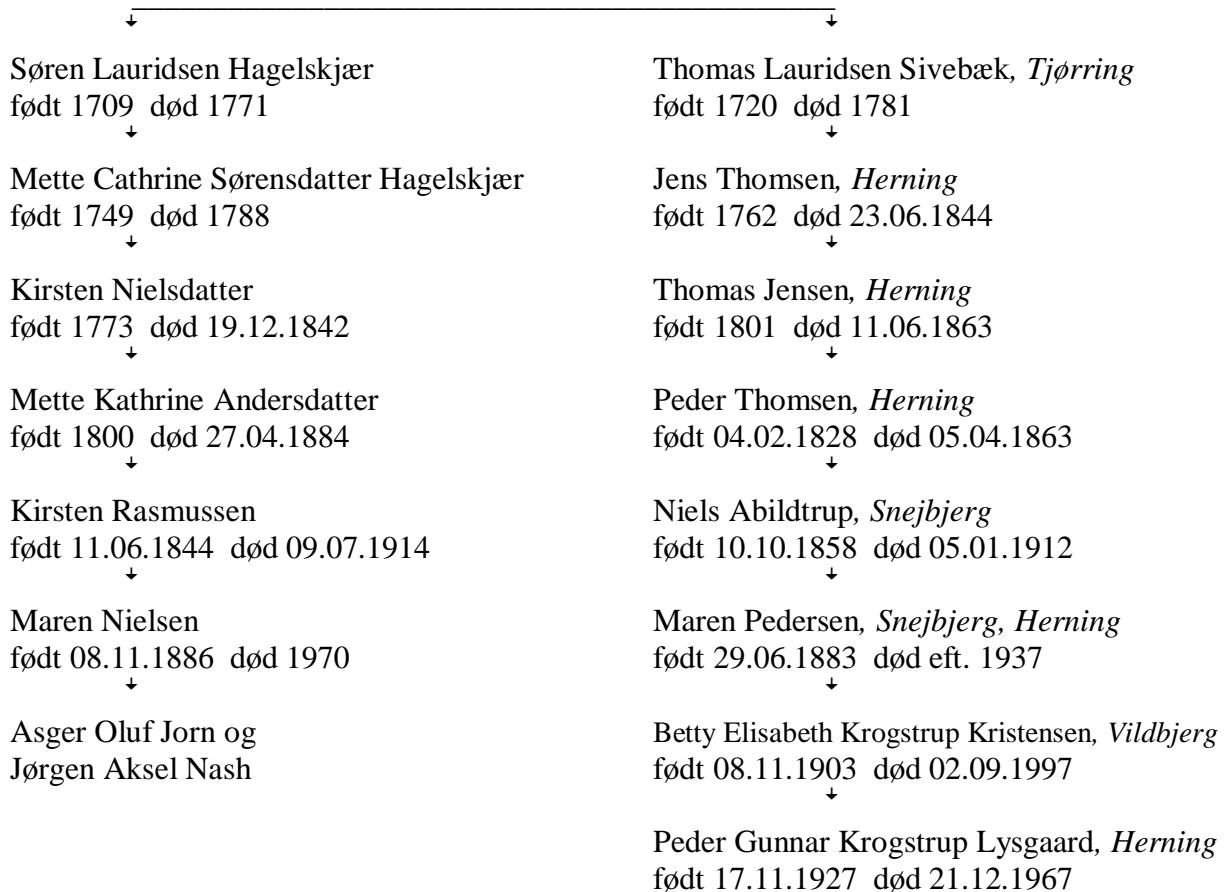 Søren Lauridsen Hagelskjær
født 1709 død 1771
Mette Cathrine Sørensdatter Hagelskjær
født 1749 død 1788
Kirsten Nielsdatter
født 1773 død 19.12.1842
Mette Kathrine Andersdatter
født 1800 død 27.04.1884
Kirsten Rasmussen
født 11.06.1844 død 09.07.1914
Maren Nielsen
født 08.11.1886 død 1970
Asger Oluf Jorn og
Jørgen Aksel Nash
Thomas Lauridsen Sivebæk, Tjørring
født 1720 død 1781
Jens Thomsen, Herning
født 1762 død 23.06.1844
Thomas Jensen, Herning
født 1801 død 11.06.1863
Peder Thomsen, Herning
født 04.02.1828 død 05.04.1863
Niels Abildtrup, Snejbjerg
født 10.10.1858 død 05.01.1912
Maren Pedersen, Snejbjerg, Herning
født 29.06.1883 død eft. 1937
Betty Elisabeth Krogstrup Kristensen, Vildbjerg
født 08.11.1903 død 02.09.1997
Peder Gunnar Krogstrup Lysgaard, Herning
født 17.11.1927 død 21.12.1967